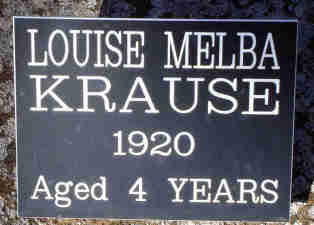 LOUISE MELBA
KRAUSE
1920
Aged 4 YEARS